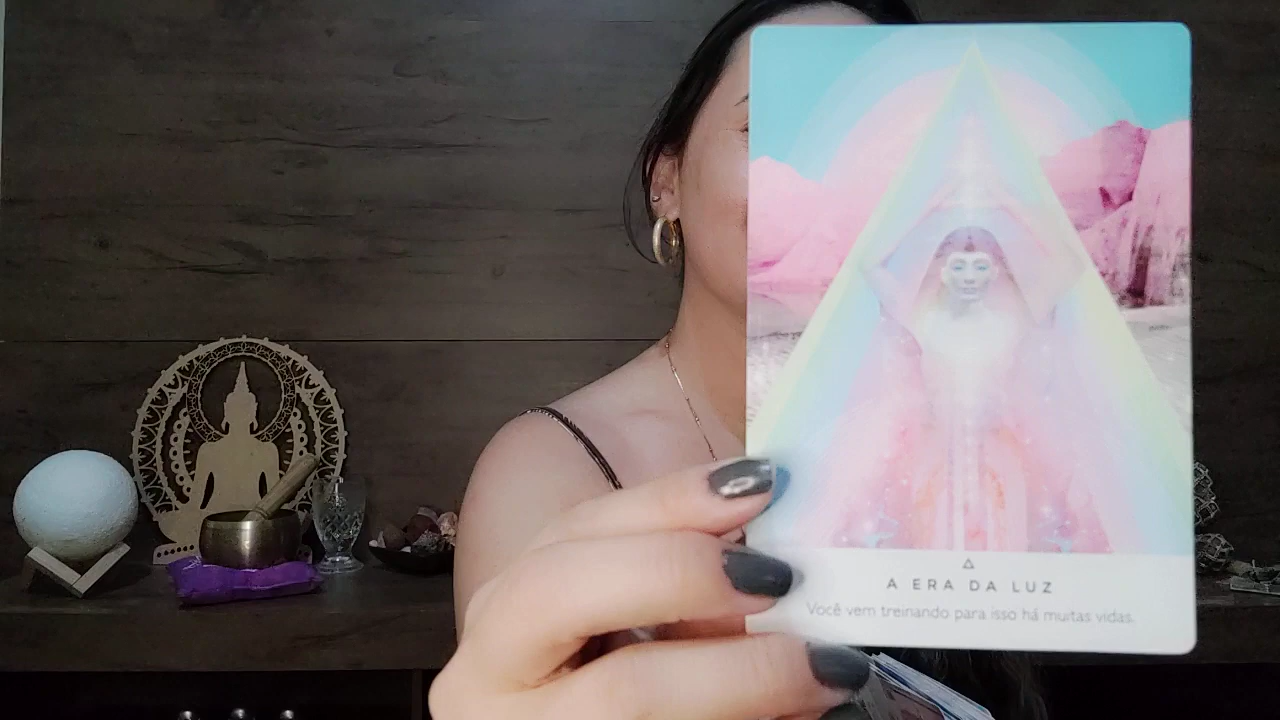 A ERA DA LUZ
Você vem treinando para isso há muitas vidas.